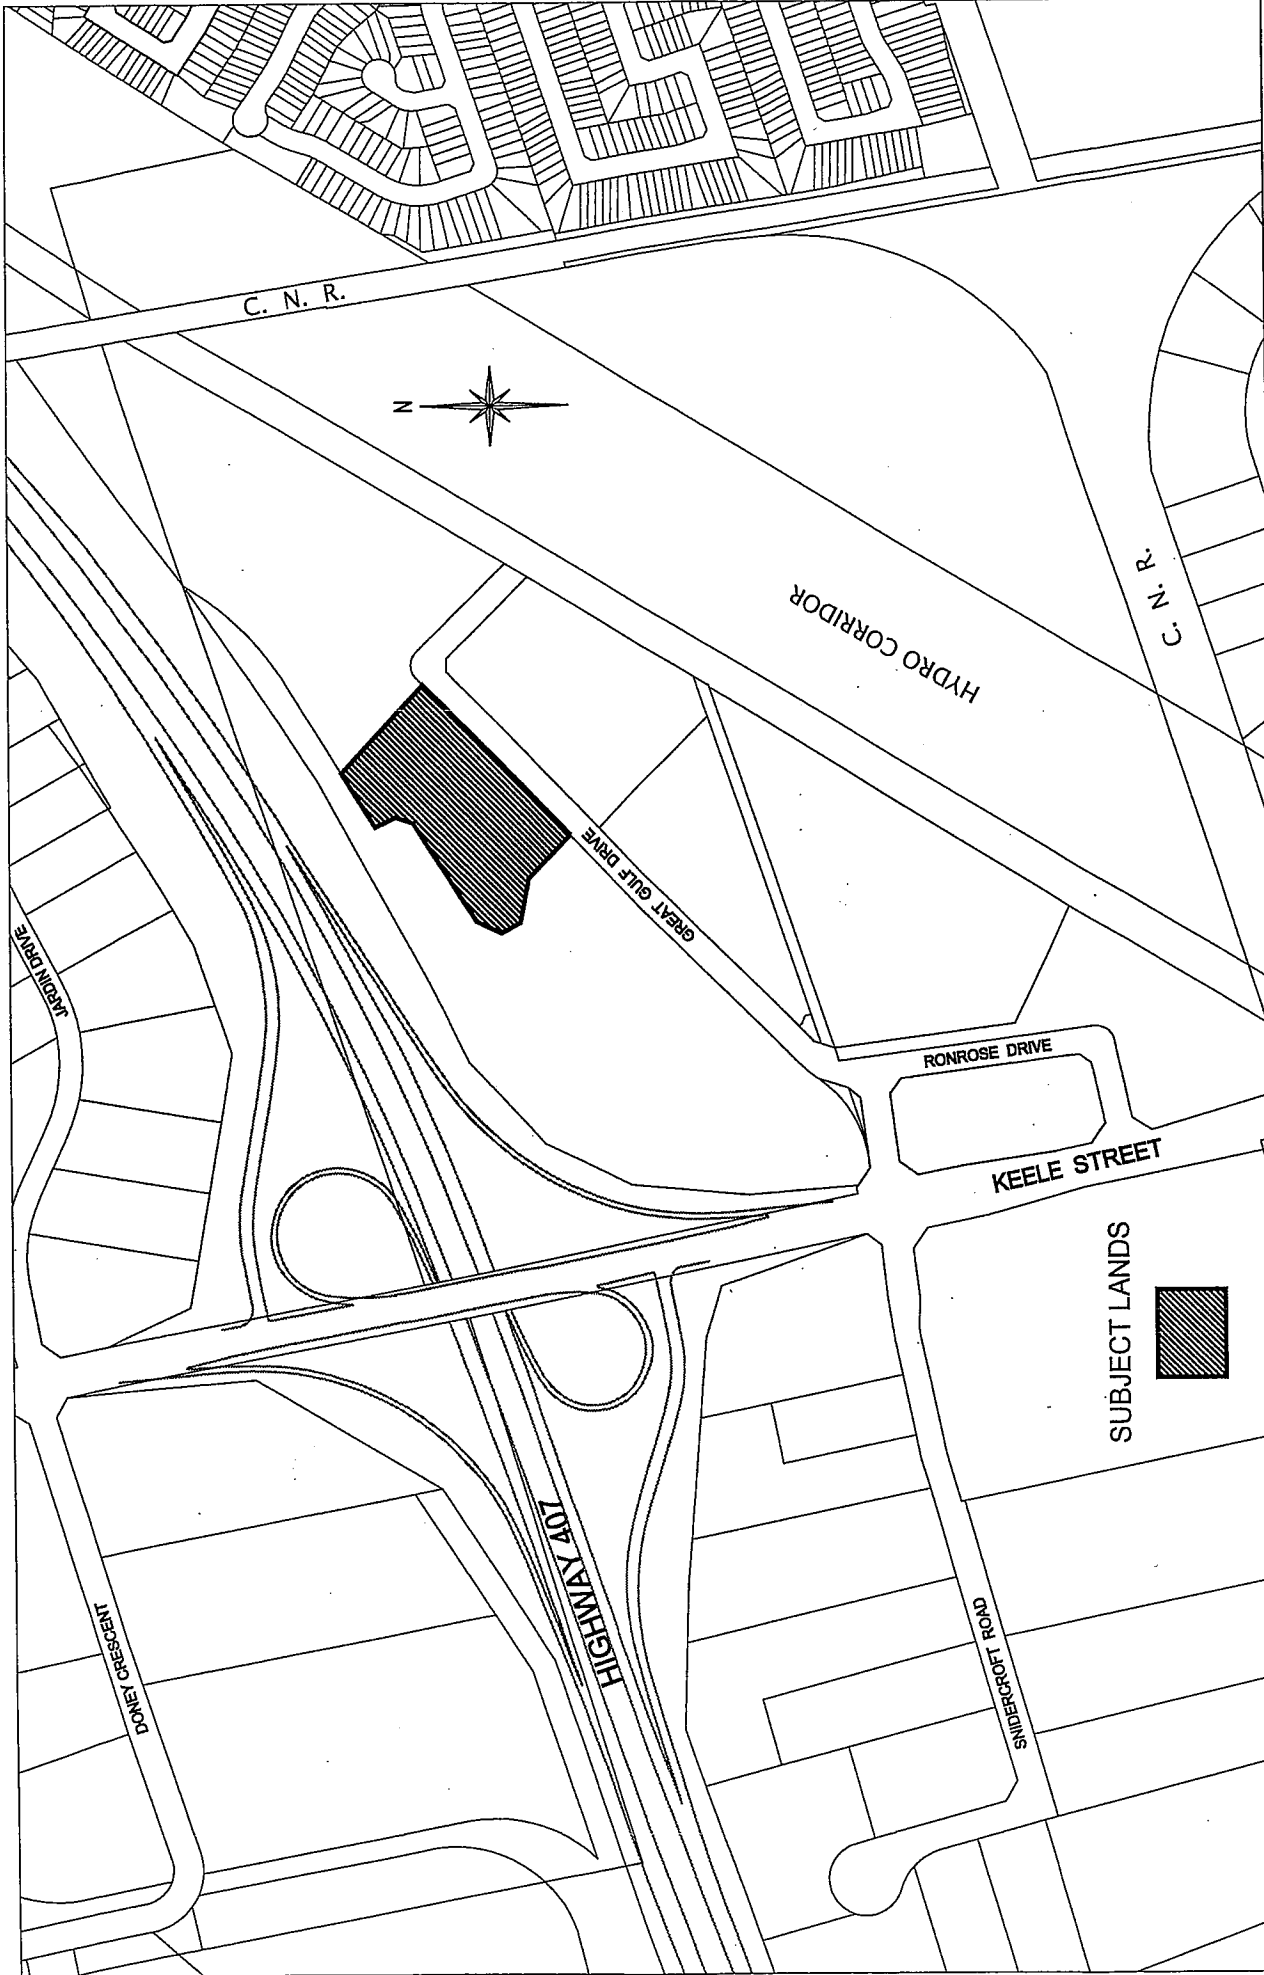 C. N. R.
N
HYDRO CORRIDOR
C. N. R.
JARDIN DRIVE
GREAT GULF DRIVE
RONROSE DRIVE
KEELE STREET
SUBJECT LANDS
HIGHWAY 407
DONEY CRESCENT
SNIDERCROFT ROAD